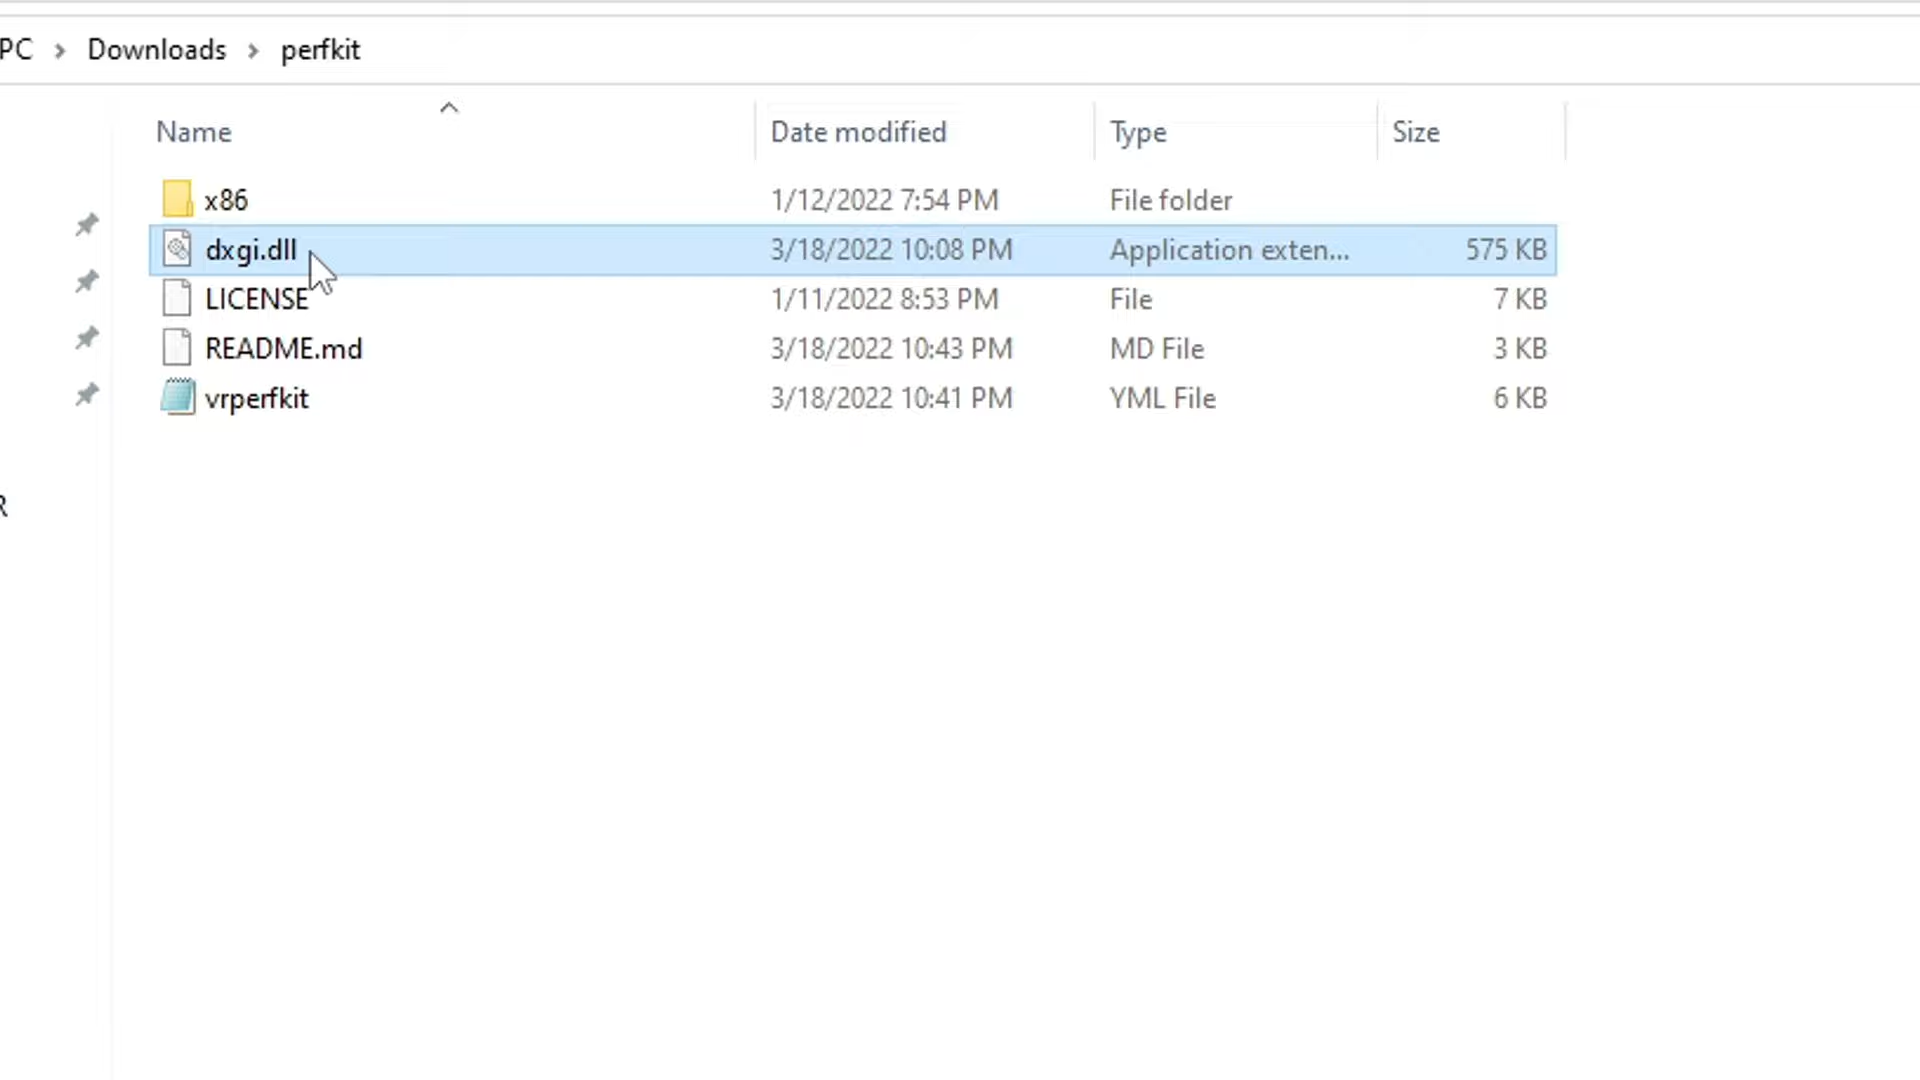 PC > Downloads > perfkit
Name Date modified Type Size
x86 1/12/2022 7:54 PM File folder
dxgi.dll 3/18/2022 10:08 PM Application exten... 575 KB
LICENSE 1/11/2022 8:53 PM File 7 KB
README.md 3/18/2022 10:43 PM MD File 3 KB
vrperfkit 3/18/2022 10:41 PM YML File 6 KB
R